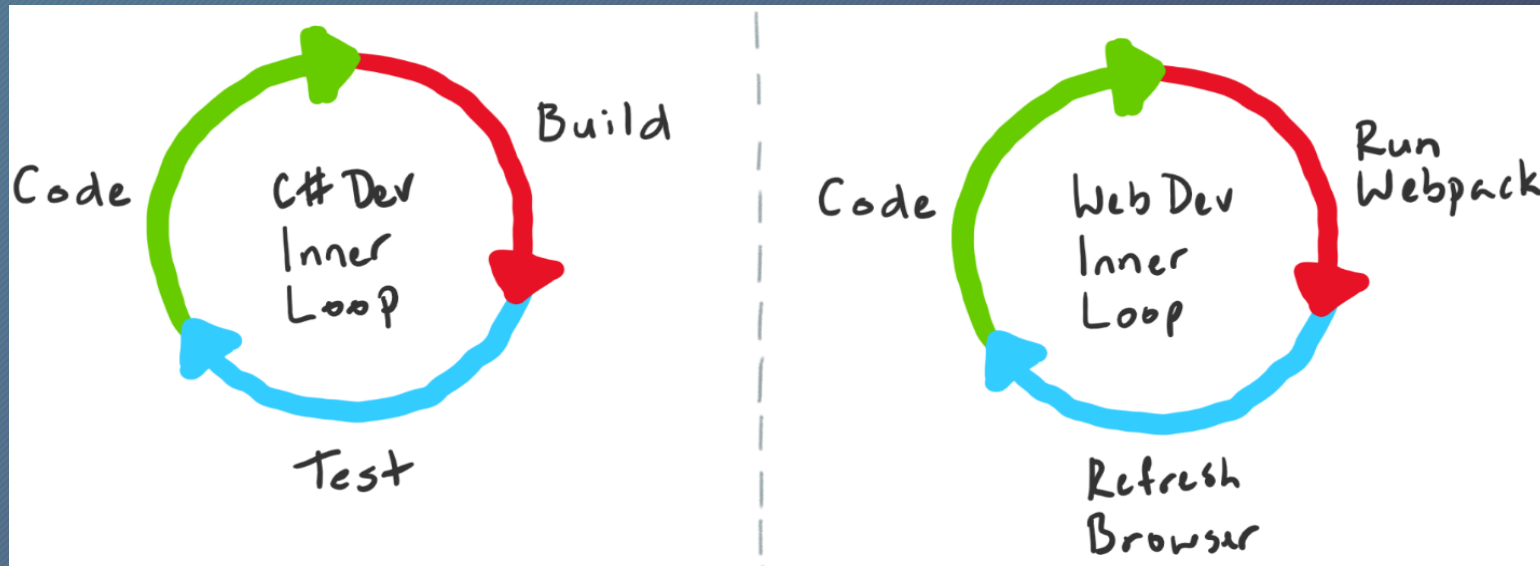 Code
C# Dev
Inner
Loop
Build
Test
Code
Web Dev
Inner
Loop
Run
Webpack
Refresh
Browser